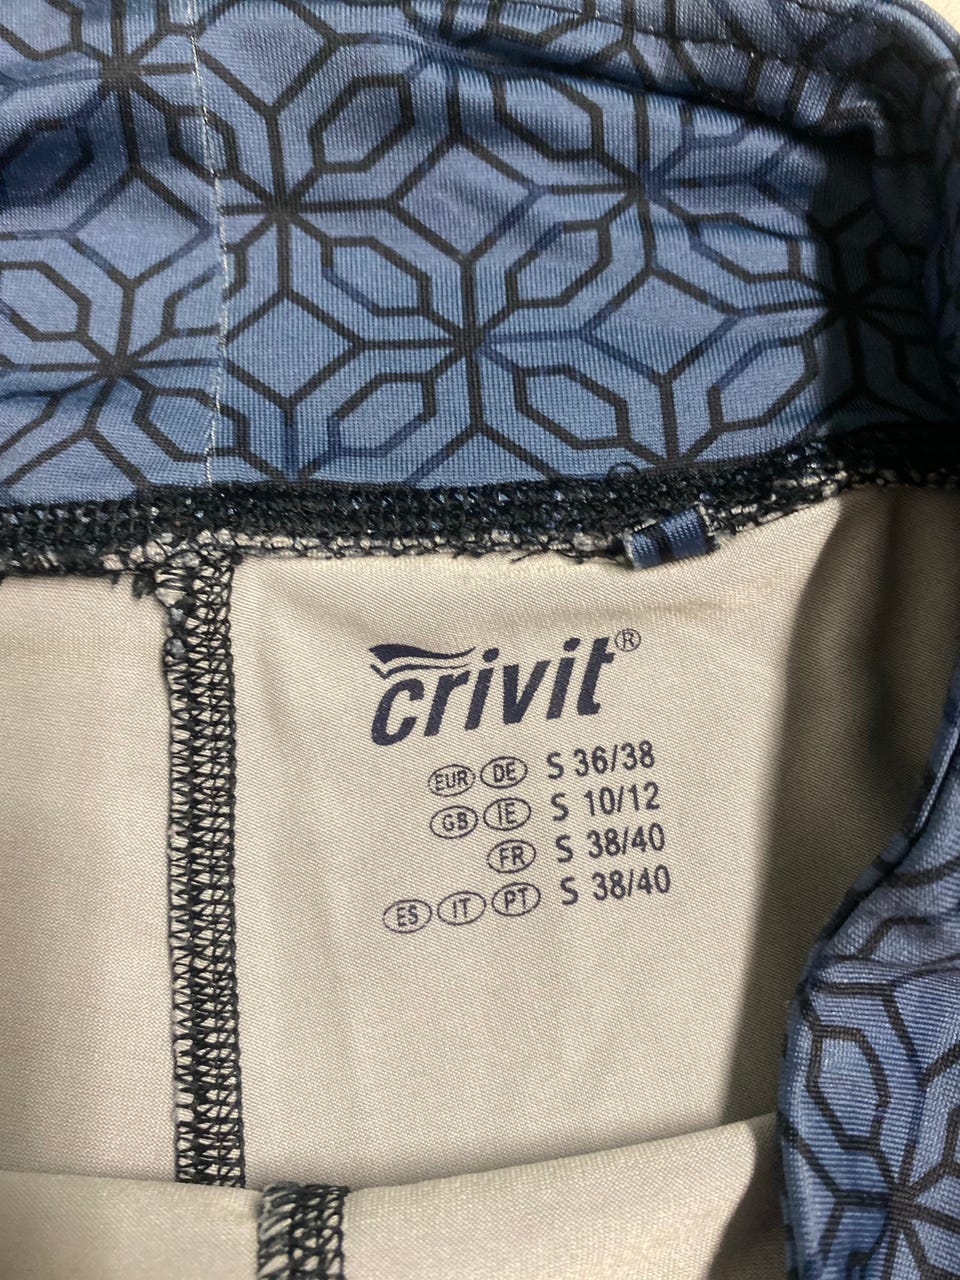 crivit®
EUR DE S 36/38
GB IE S 10/12
FR S 38/40
ES IT PT S 38/40